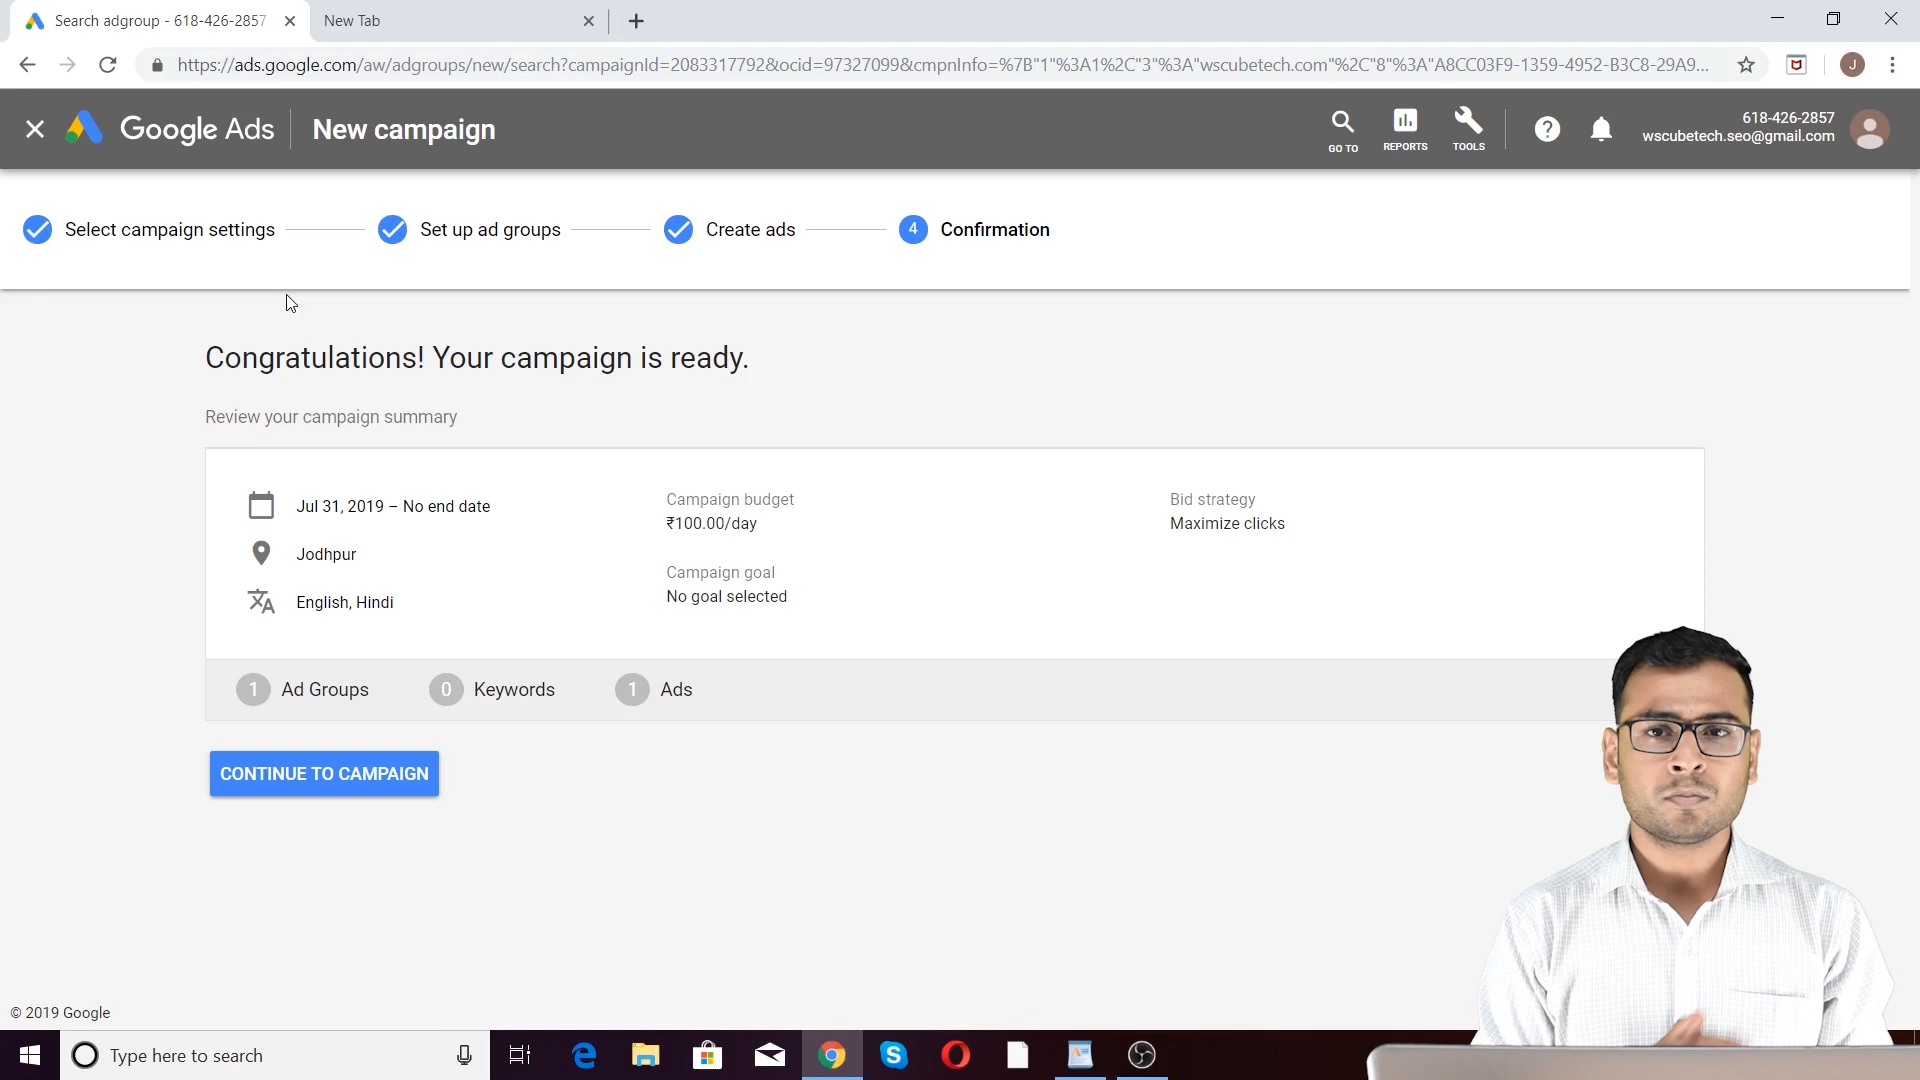 Search adgroup - 618-426-2857
New Tab
https://ads.google.com/aw/adgroups/new/search?campaignId=2083317792&ocid=97327099&cmpnInfo=%7B"1"%3A1%2C"3"%3A"wscubetech.com"%2C"8"%3A"A8CC03F9-1359-4952-B3C8-29A9...
J
Google Ads
New campaign
GO TO
REPORTS
TOOLS
618-426-2857
wscubetech.seo@gmail.com
Select campaign settings
Set up ad groups
Create ads
4 Confirmation
Congratulations! Your campaign is ready.
Review your campaign summary
Jul 31, 2019 – No end date
Jodhpur
English, Hindi
Campaign budget
₹100.00/day
Campaign goal
No goal selected
Bid strategy
Maximize clicks
1 Ad Groups
0 Keywords
1 Ads
CONTINUE TO CAMPAIGN
© 2019 Google
Type here to search